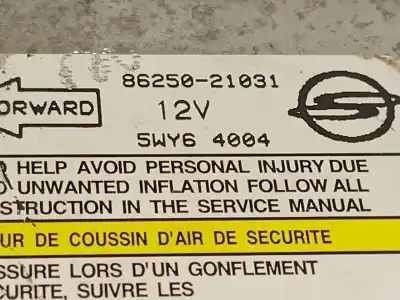 86250-21031
ORWARD 12V
5WY6 4004
HELP AVOID PERSONAL INJURY DUE
UNWANTED INFLATION FOLLOW ALL
STRUCTION IN THE SERVICE MANUAL
UR DE COUSSIN D'AIR DE SECURITE
SSURE LORS D'UN GONFLEMENT
CURITE, SUIVRE LES